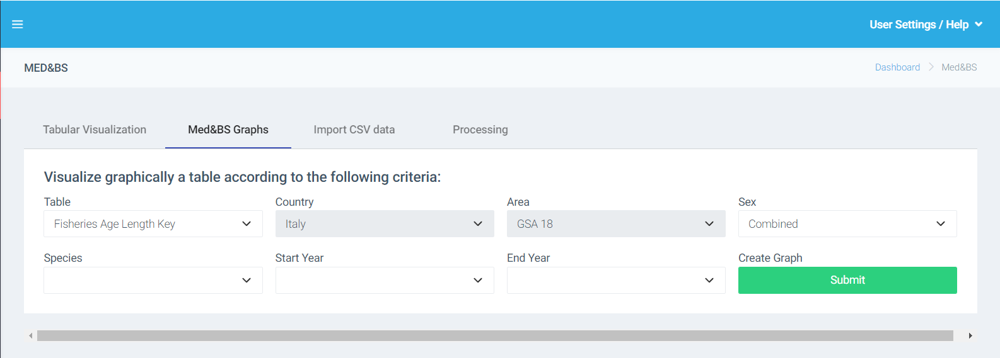 User Settings / Help
MED&BS
Dashboard
Med&BS
Tabular Visualization
Med&BS Graphs
Import CSV data
Processing
Visualize graphically a table according to the following criteria:
Table
Country
Area
Sex
Fisheries Age Length Key
Italy
GSA 18
Combined
Species
Start Year
End Year
Create Graph
Submit